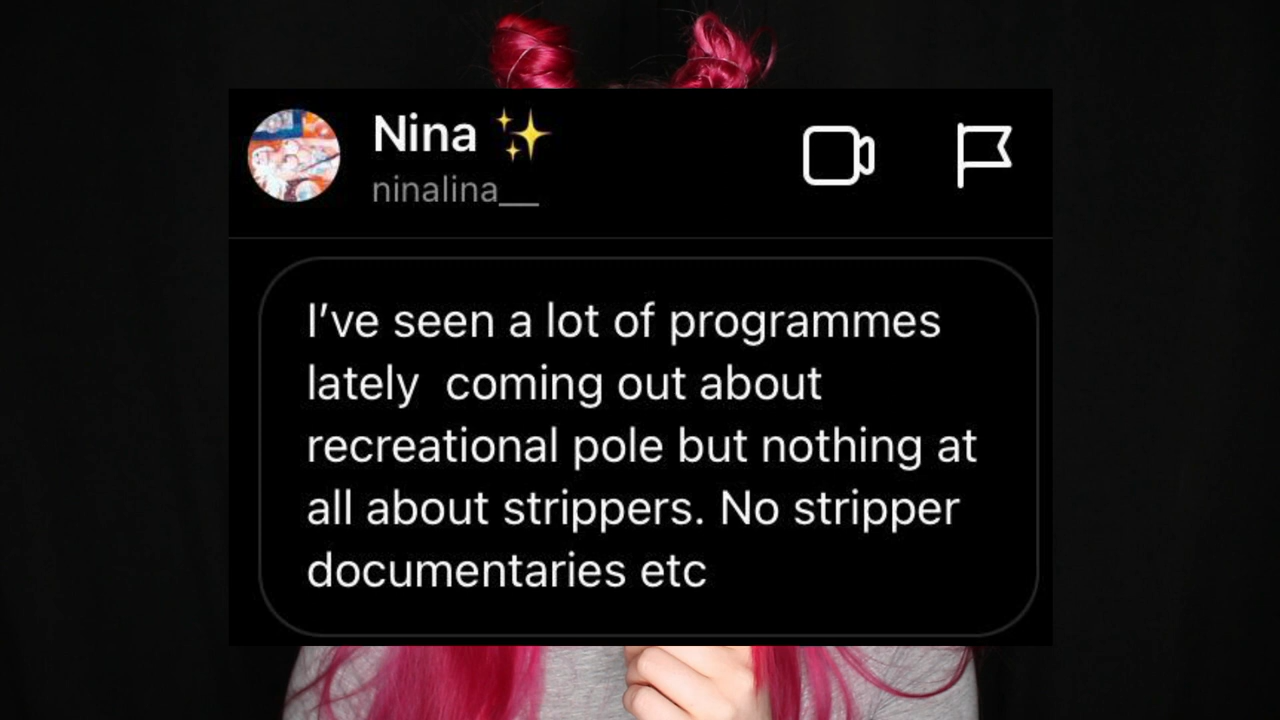 Nina ✨
ninalina__
I’ve seen a lot of programmes
lately  coming out about
recreational pole but nothing at
all about strippers. No stripper
documentaries etc